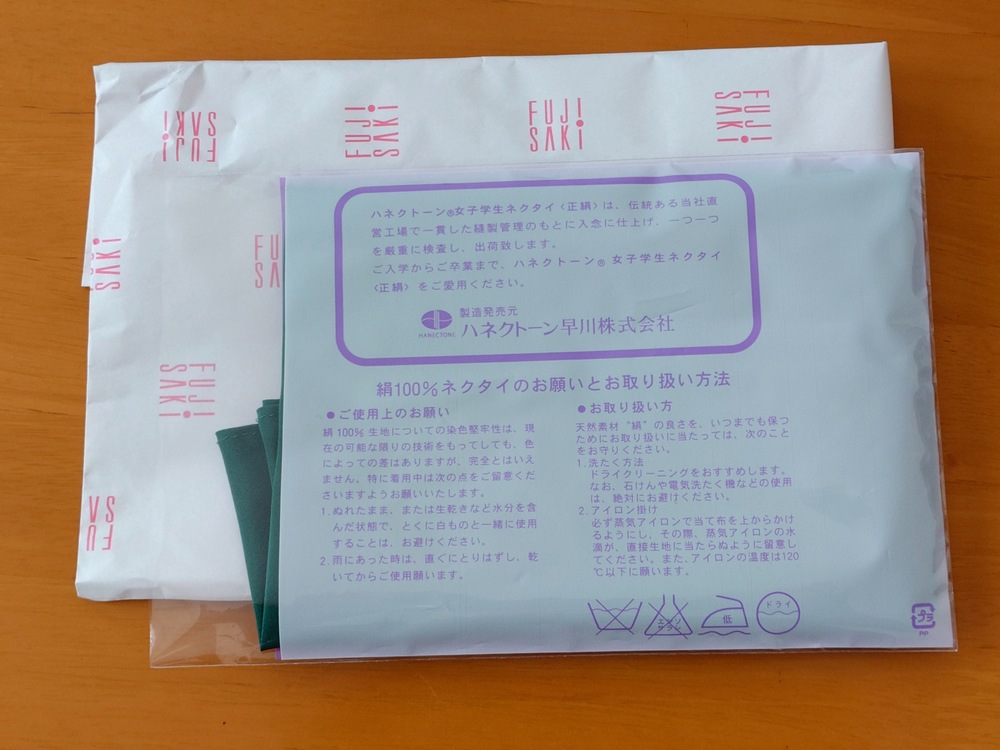 FUJI
SAKI
FUJI
SAKI
FUJI
SAKI
FUJI
SAKI
SAKI
FU
SA
FUJI
SAKI
FU
SA
ハネクトーン®女子学生ネクタイ〈正絹〉は、伝統ある当社直
営工場で一貫した縫製管理のもとに入念に仕上げ、一つ一つ
を厳重に検査し、出荷致します。
ご入学からご卒業まで、ハネクトーン® 女子学生ネクタイ
〈正絹〉をご愛用ください。
製造発売元
HANECTONE
ハネクトーン早川株式会社
絹100%ネクタイのお願いとお取り扱い方法
●ご使用上のお願い
絹100%生地についての染色堅牢性は、現
在の可能な限りの技術をもってしても、色
によっての差はありますが、完全とはいえ
ません。特に着用中は次の点をご留意くだ
さいますようお願いいたします。
1.ぬれたまま、または生乾きなど水分を含
んだ状態で、とくに白ものと一緒に使用
することは、お避けください。
2.雨にあった時は、直ぐにとりはずし、乾
いてからご使用願います。
●お取り扱い方
天然素材“絹”の良さを、いつまでも保つ
ためにお取り扱いに当たっては、次のこと
をお守りください。
1.洗たく方法
ドライクリーニングをおすすめします。
なお、石けんや電気洗たく機などの使用
は、絶対にお避けください。
2.アイロン掛け
必ず蒸気アイロンで当て布を上からかけ
るようにし、その際、蒸気アイロンの水
滴が、直接生地に当たらぬように留意し
てください。また、アイロンの温度は120
℃以下に願います。
エンソ
サラシ
低
ドライ
プラ
PP